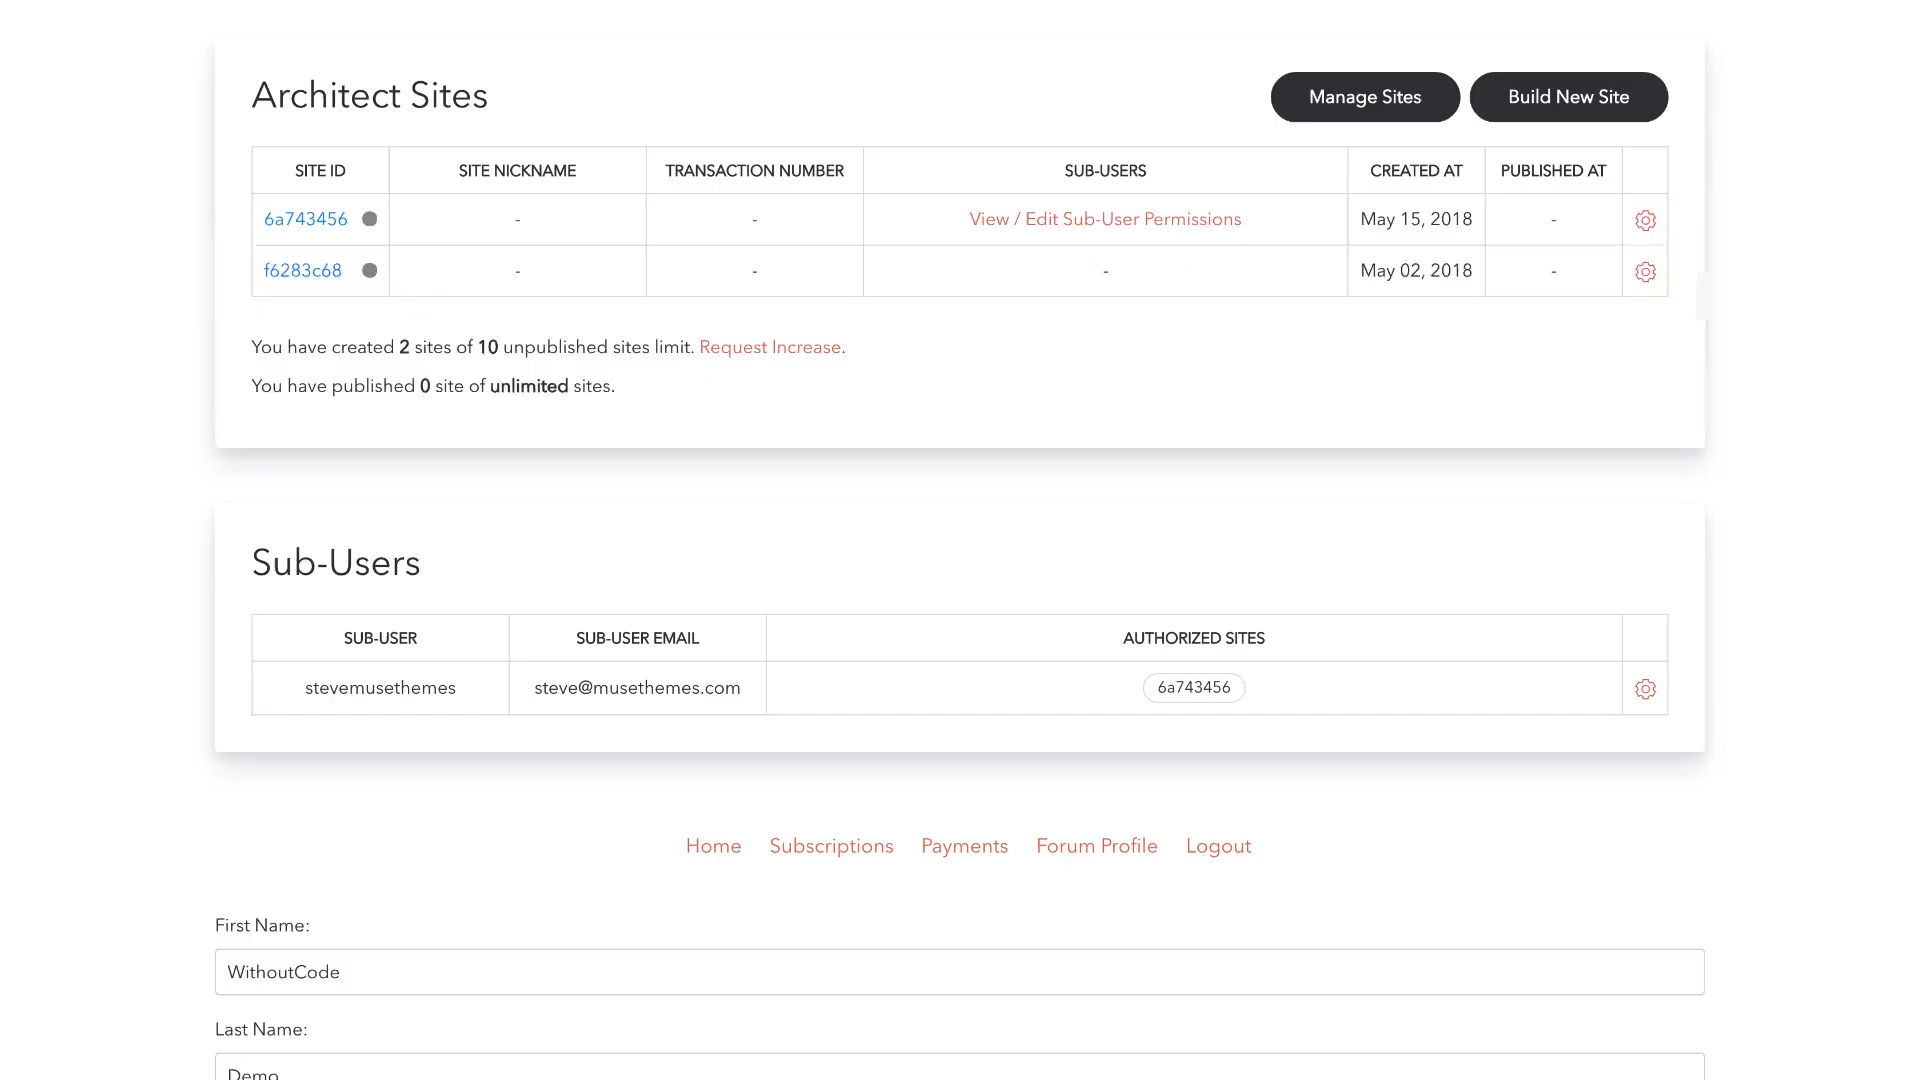 Architect Sites
Manage Sites
Build New Site
SITE ID SITE NICKNAME TRANSACTION NUMBER SUB-USERS CREATED AT PUBLISHED AT
6a743456 - - View / Edit Sub-User Permissions May 15, 2018 -
f6283c68 - - - May 02, 2018 -
You have created 2 sites of 10 unpublished sites limit. Request Increase.
You have published 0 site of unlimited sites.
Sub-Users
SUB-USER SUB-USER EMAIL AUTHORIZED SITES
stevemusethemes steve@musethemes.com 6a743456
Home Subscriptions Payments Forum Profile Logout
First Name:
WithoutCode
Last Name:
Demo